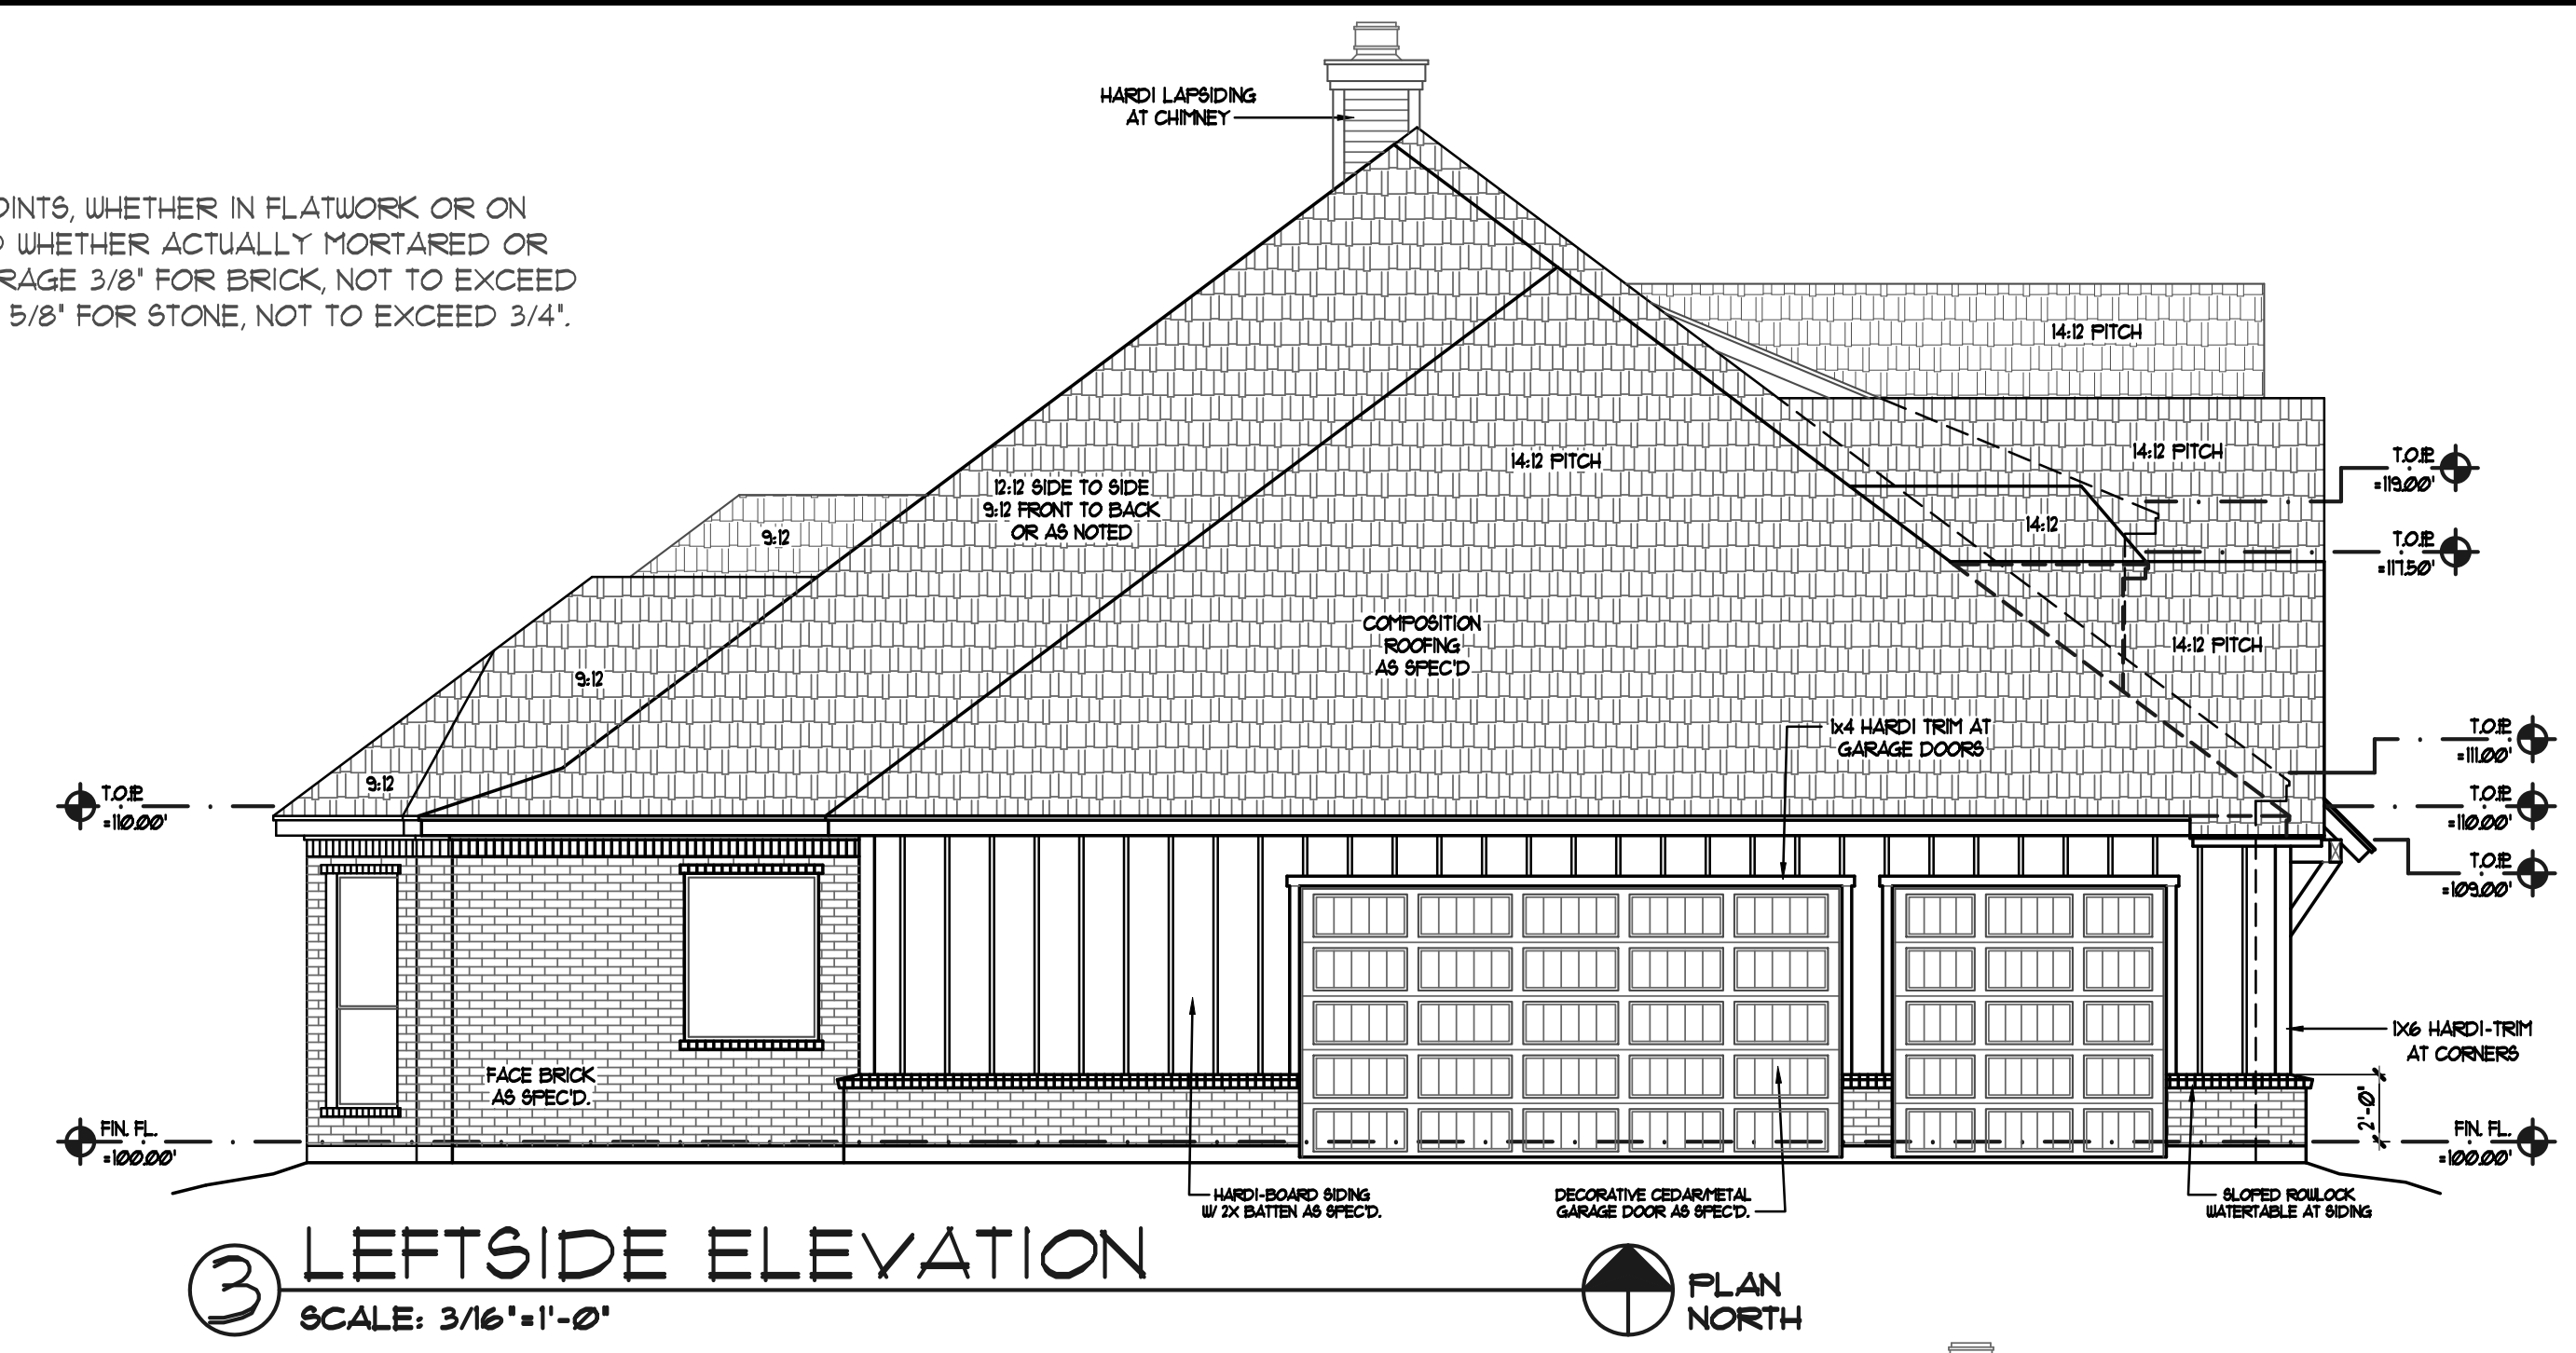 HARDI LAPSIDING
AT CHIMNEY
OINTS, WHETHER IN FLATWORK OR ON
WHETHER ACTUALLY MORTARED OR
RAGE 3/8" FOR BRICK, NOT TO EXCEED
5/8" FOR STONE, NOT TO EXCEED 3/4".
14:12 PITCH
14:12 PITCH
14:12 PITCH
12:12 SIDE TO SIDE
9:12 FRONT TO BACK
OR AS NOTED
9:12
14:12
T.O.P.
=119.00'
T.O.P.
=117.50'
COMPOSITION
ROOFING
AS SPEC'D
14:12 PITCH
9:12
1x4 HARDI TRIM AT
GARAGE DOORS
T.O.P.
=111.00'
9:12
T.O.P.
=110.00'
T.O.P.
=110.00'
T.O.P.
=109.00'
1X6 HARDI-TRIM
AT CORNERS
FACE BRICK
AS SPEC'D.
2'-0"
FIN. FL.
=100.00'
FIN. FL.
=100.00'
HARDI-BOARD SIDING
W/ 2X BATTEN AS SPEC'D.
DECORATIVE CEDAR/METAL
GARAGE DOOR AS SPEC'D.
SLOPED ROWLOCK
WATERTABLE AT SIDING
3
LEFTSIDE ELEVATION
SCALE: 3/16"=1'-0"
PLAN
NORTH